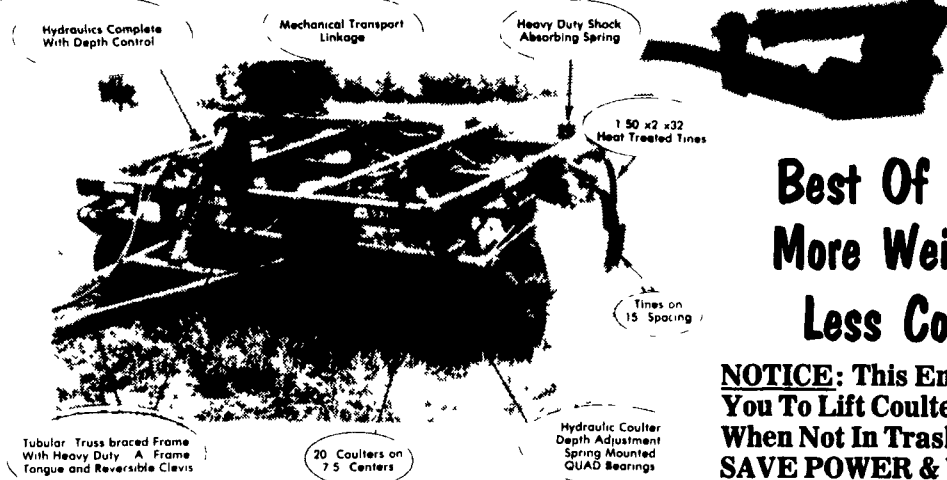 Hydraulics Complete
With Depth Control
Mechanical Transport
Linkage
Heavy Duty Shock
Absorbing Spring
1 50 x2 x32
Heat Treated Tines
Tines on
15 Spacing
Tubular Truss braced Frame
With Heavy Duty A Frame
Tongue and Reversible Clevis
20 Coulters on
7 5 Centers
Hydraulic Coulter
Depth Adjustment
Spring Mounted
QUAD Bearings
Best Of
More Wei
Less Co
NOTICE: This En
You To Lift Coulte
When Not In Tras
SAVE POWER &